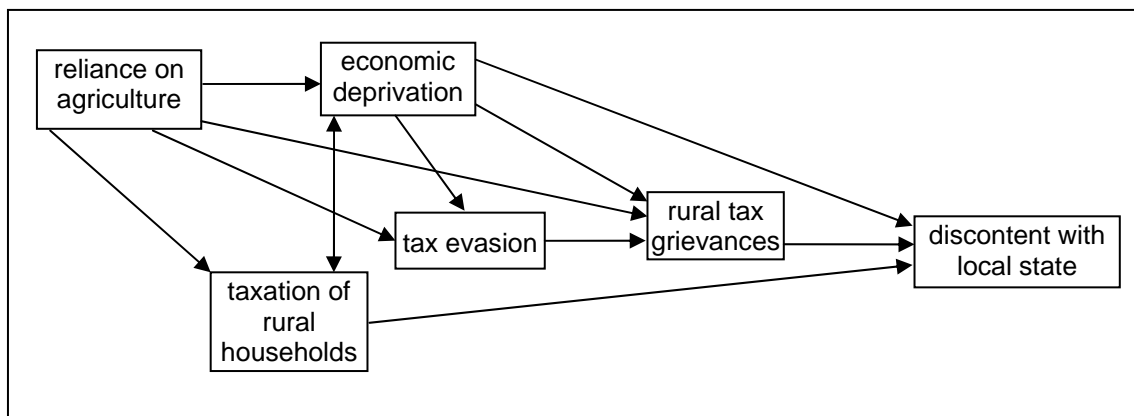 reliance on
agriculture
economic
deprivation
tax evasion
rural tax
grievances
discontent with
local state
taxation of
rural
households